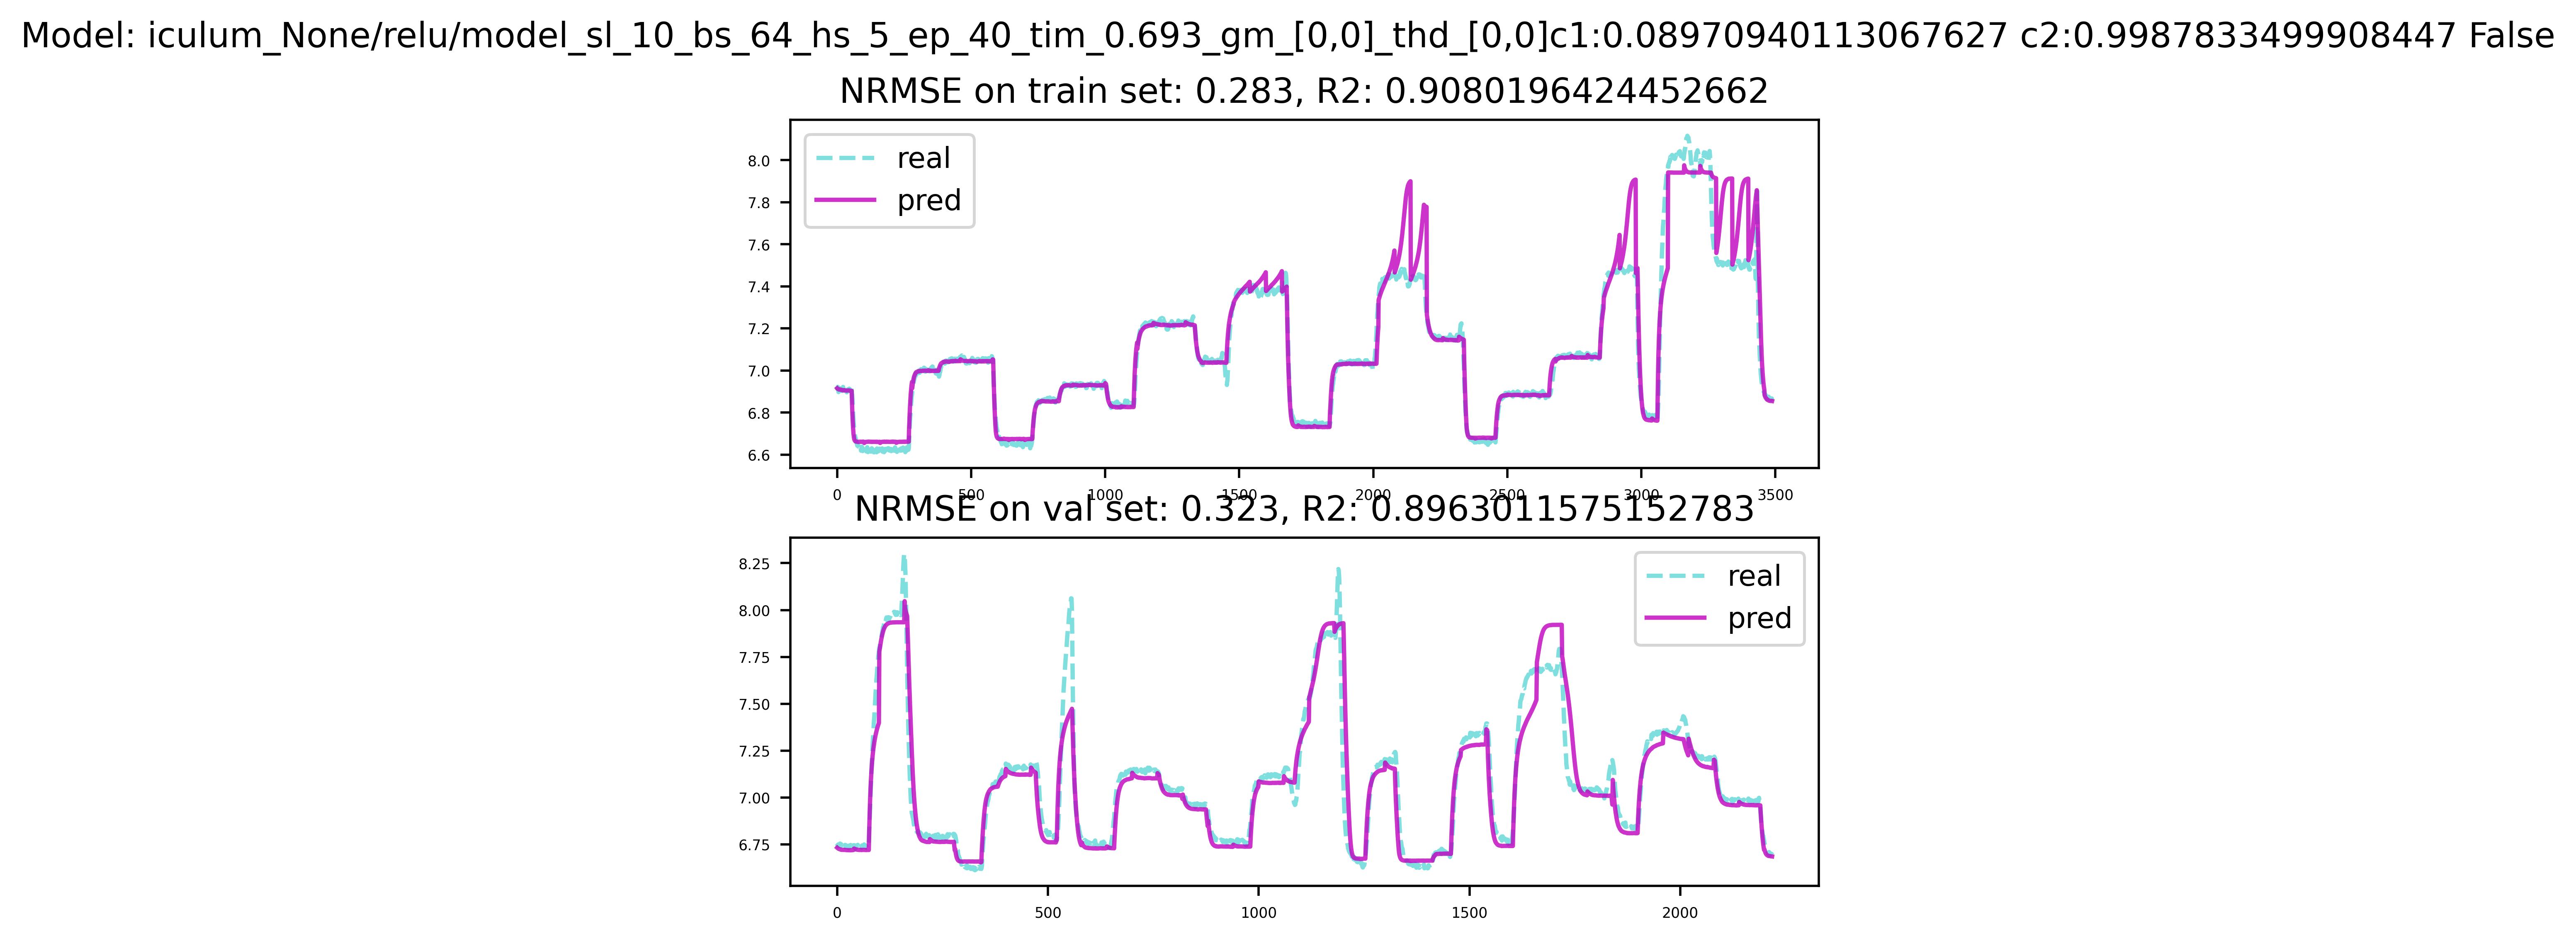 Model: iculum_None/relu/model_sl_10_bs_64_hs_5_ep_40_tim_0.693_gm_[0,0]_thd_[0,0]c1:0.08970940113067627 c2:0.9987833499908447 False
NRMSE on train set: 0.283, R2: 0.9080196424452662
real
pred
8.0
7.8
7.6
7.4
7.2
7.0
6.8
6.6
0 500 1000 1500 2000 2500 3000 3500
NRMSE on val set: 0.323, R2: 0.8963011575152783
real
pred
8.25
8.00
7.75
7.50
7.25
7.00
6.75
0 500 1000 1500 2000